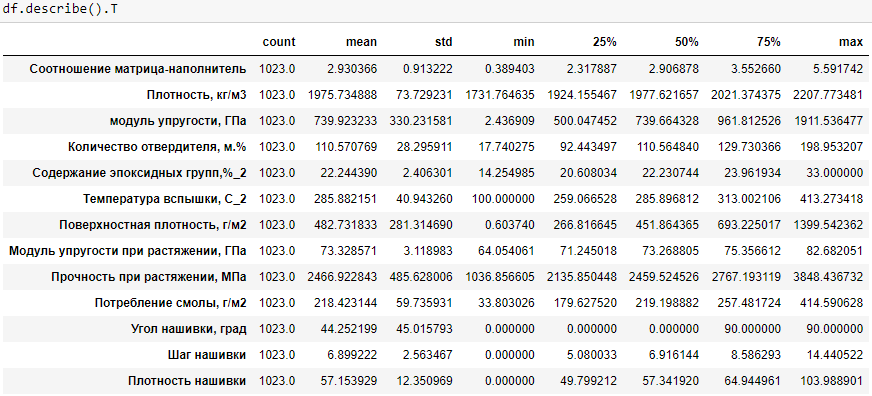 df.describe().T
count mean std min 25% 50% 75% max
Соотношение матрица-наполнитель 1023.0 2.930366 0.913222 0.389403 2.317887 2.906878 3.552660 5.591742
Плотность, кг/м3 1023.0 1975.734888 73.729231 1731.764635 1924.155467 1977.621657 2021.374375 2207.773481
модуль упругости, ГПа 1023.0 739.923233 330.231581 2.436909 500.047452 739.664328 961.812526 1911.536477
Количество отвердителя, м.% 1023.0 110.570769 28.295911 17.740275 92.443497 110.564840 129.730366 198.953207
Содержание эпоксидных групп,%_2 1023.0 22.244390 2.406301 14.254985 20.608034 22.230744 23.961934 33.000000
Температура вспышки, С_2 1023.0 285.882151 40.943260 100.000000 259.066528 285.896812 313.002106 413.273418
Поверхностная плотность, г/м2 1023.0 482.731833 281.314690 0.603740 266.816645 451.864365 693.225017 1399.542362
Модуль упругости при растяжении, ГПа 1023.0 73.328571 3.118983 64.054061 71.245018 73.268805 75.356612 82.682051
Прочность при растяжении, МПа 1023.0 2466.922843 485.628006 1036.856605 2135.850448 2459.524526 2767.193119 3848.436732
Потребление смолы, г/м2 1023.0 218.423144 59.735931 33.803026 179.627520 219.198882 257.481724 414.590628
Угол нашивки, град 1023.0 44.252199 45.015793 0.000000 0.000000 0.000000 90.000000 90.000000
Шаг нашивки 1023.0 6.899222 2.563467 0.000000 5.080033 6.916144 8.586293 14.440522
Плотность нашивки 1023.0 57.153929 12.350969 0.000000 49.799212 57.341920 64.944961 103.988901